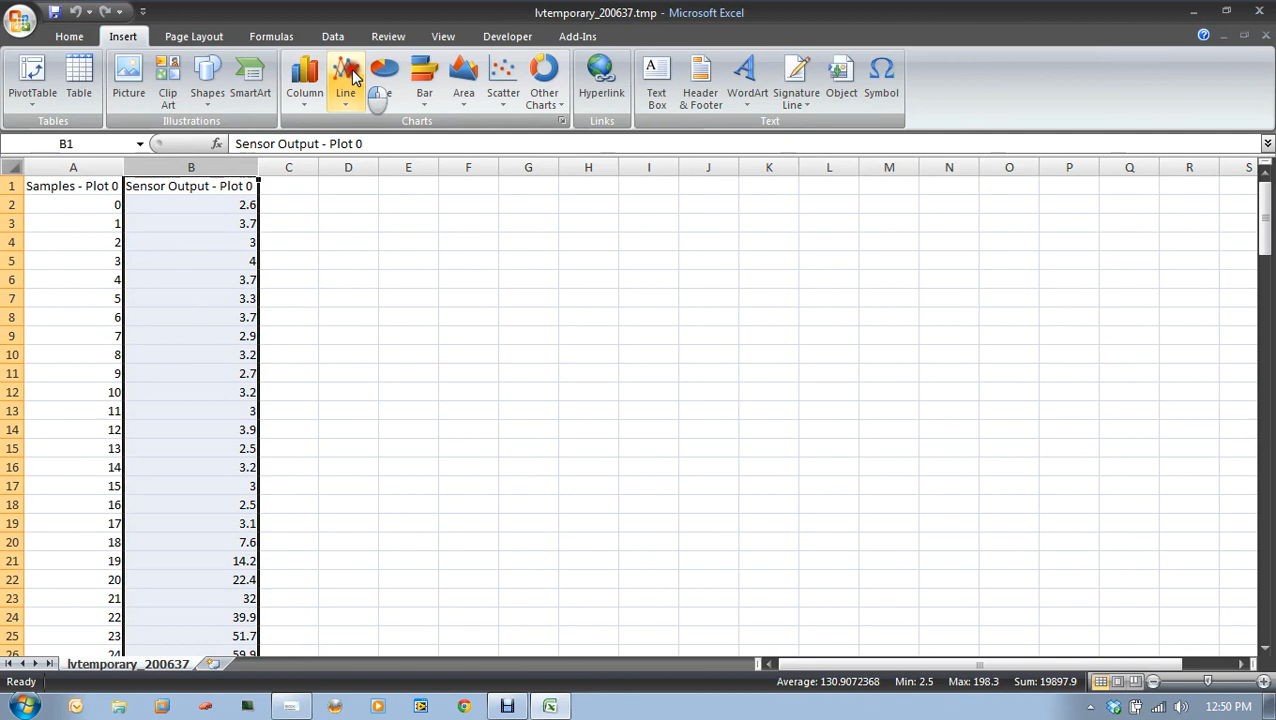 lvtemporary_200637.tmp - Microsoft Excel
Home Insert Page Layout Formulas Data Review View Developer Add-Ins
PivotTable Table Picture Clip Art Shapes SmartArt Column Line Bar Area Scatter Other Charts Hyperlink Text Box Header & Footer WordArt Signature Line Object Symbol
Tables Illustrations Charts Links Text
B1 fx Sensor Output - Plot 0
A B C D E F G H I J K L M N O P Q R S
1 Samples - Plot 0 Sensor Output - Plot 0
2 0 2.6
3 1 3.7
4 2 3
5 3 4
6 4 3.7
7 5 3.3
8 6 3.7
9 7 2.9
10 8 3.2
11 9 2.7
12 10 3.2
13 11 3
14 12 3.9
15 13 2.5
16 14 3.2
17 15 3
18 16 2.5
19 17 3.1
20 18 7.6
21 19 14.2
22 20 22.4
23 21 32
24 22 39.9
25 23 51.7
26 24 59.9
lvtemporary_200637
Ready Average: 130.9072368 Min: 2.5 Max: 198.3 Sum: 19897.9
12:50 PM